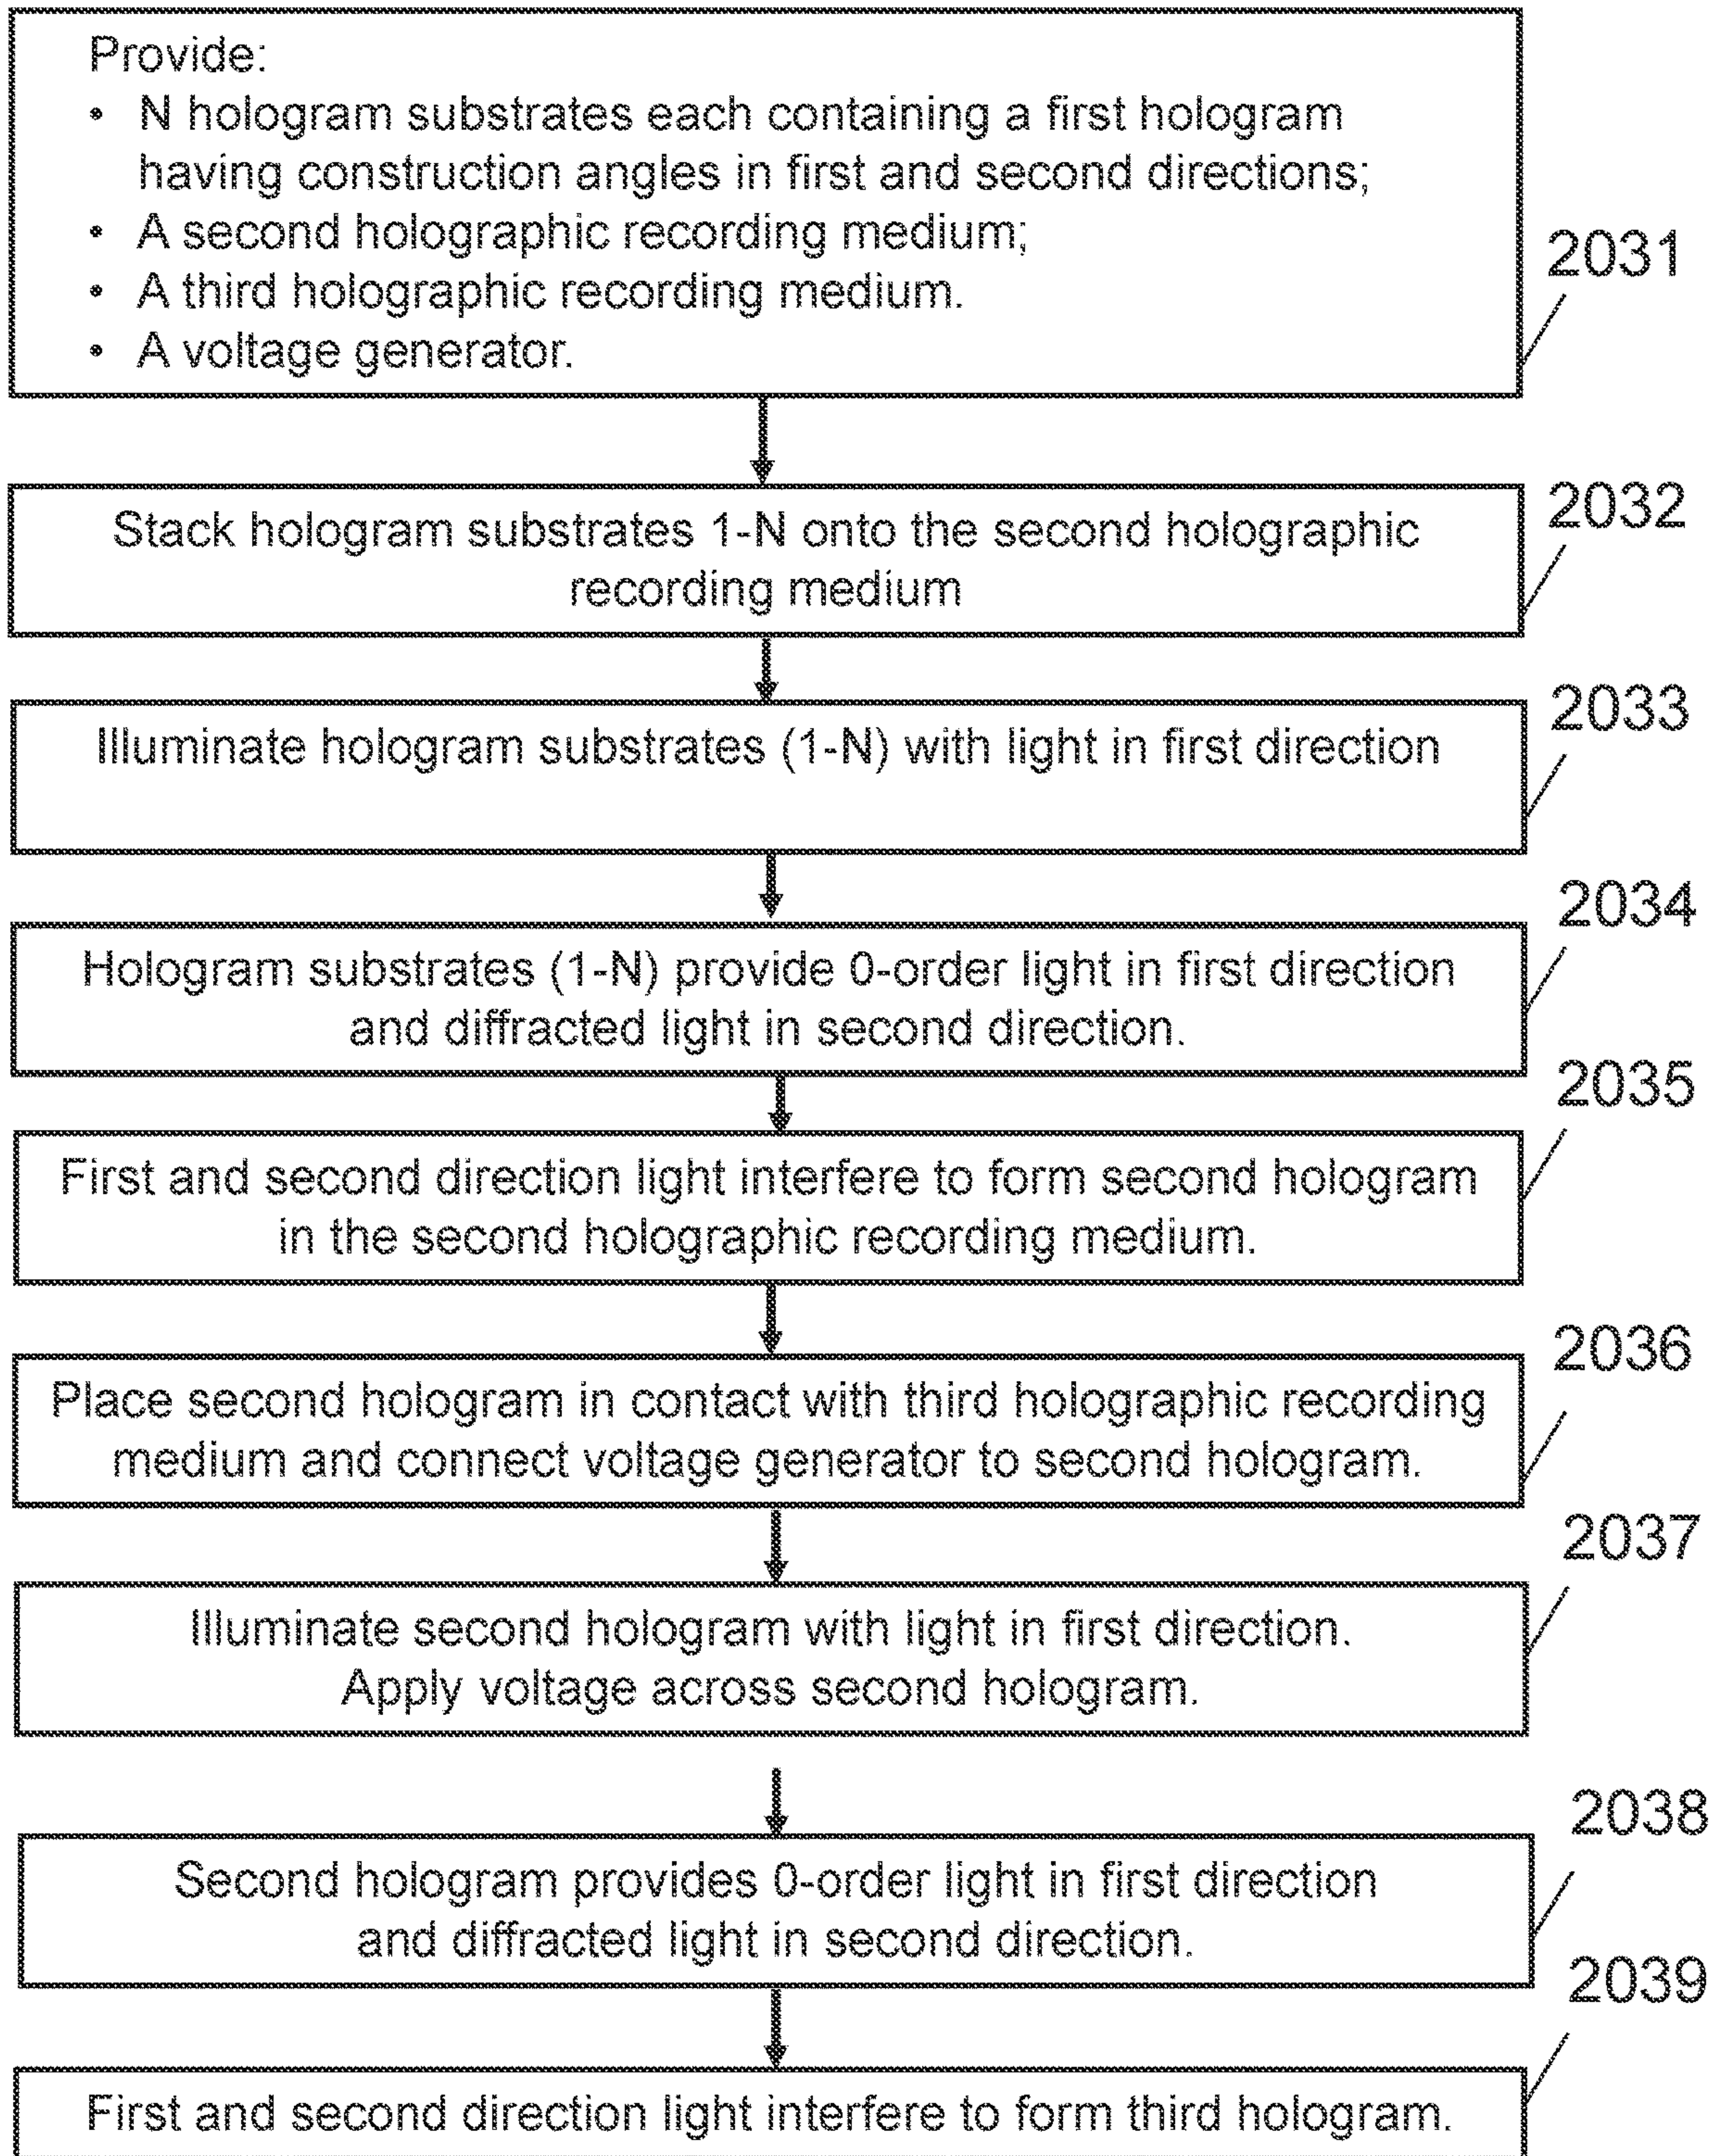 Provide:
• N hologram substrates each containing a first hologram
having construction angles in first and second directions;
• A second holographic recording medium;
• A third holographic recording medium.
• A voltage generator.
2031
Stack hologram substrates 1-N onto the second holographic
recording medium
2032
Illuminate hologram substrates (1-N) with light in first direction
2033
Hologram substrates (1-N) provide 0-order light in first direction
and diffracted light in second direction.
2034
First and second direction light interfere to form second hologram
in the second holographic recording medium.
2035
Place second hologram in contact with third holographic recording
medium and connect voltage generator to second hologram.
2036
Illuminate second hologram with light in first direction.
Apply voltage across second hologram.
2037
Second hologram provides 0-order light in first direction
and diffracted light in second direction.
2038
First and second direction light interfere to form third hologram.
2039